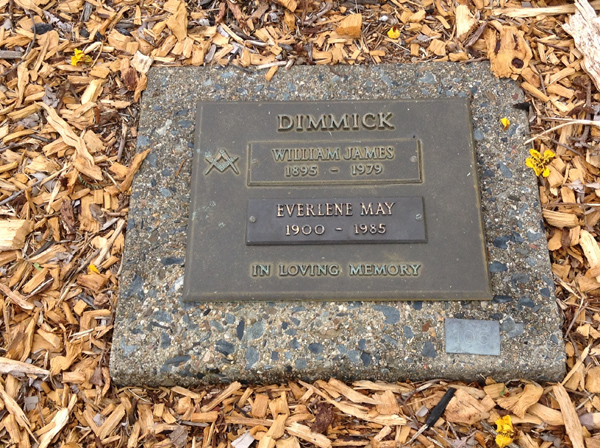 DIMMICK
WILLIAM JAMES
1895 - 1979
EVERLENE MAY
1900 - 1985
IN LOVING MEMORY